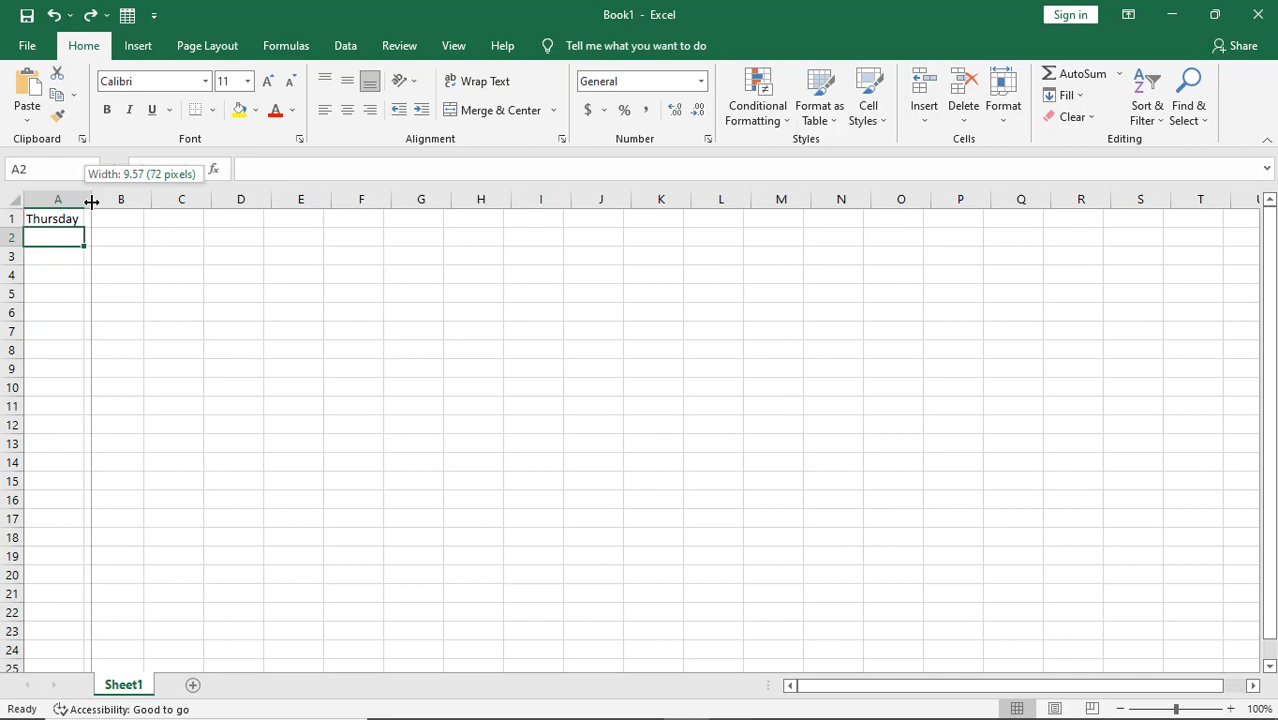 Book1 - Excel
Sign in
File Home Insert Page Layout Formulas Data Review View Help Tell me what you want to do Share
Paste
Clipboard
Calibri 11
B I U A
Font
ab Wrap Text
Merge & Center
Alignment
General
$ % ,
Number
Conditional Formatting
Format as Table
Cell Styles
Styles
Insert
Delete
Format
Cells
AutoSum
Fill
Clear
Sort & Filter
Find & Select
Editing
A2 fx
Width: 9.57 (72 pixels)
A B C D E F G H I J K L M N O P Q R S T
1 Thursday
2
3
4
5
6
7
8
9
10
11
12
13
14
15
16
17
18
19
20
21
22
23
24
25
Sheet1
Ready Accessibility: Good to go 100%